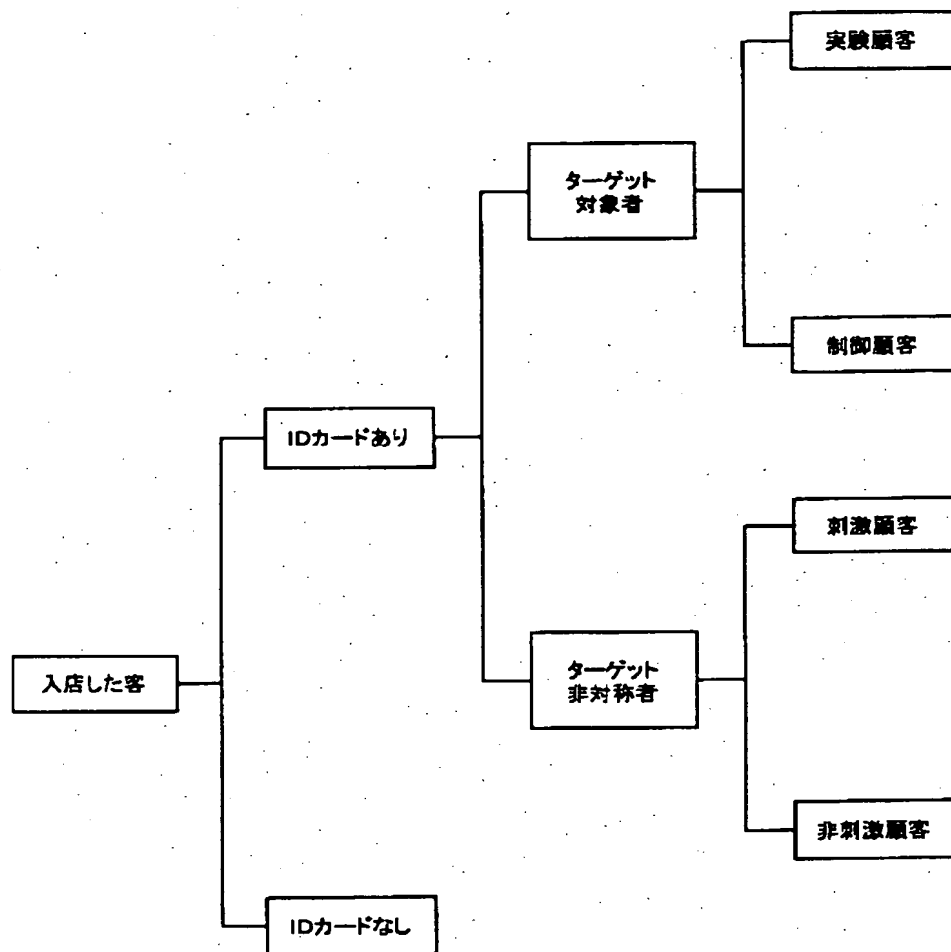 実験顧客
ターゲット
対象者
制御顧客
IDカードあり
刺激顧客
入店した客
ターゲット
非対称者
非刺激顧客
IDカードなし